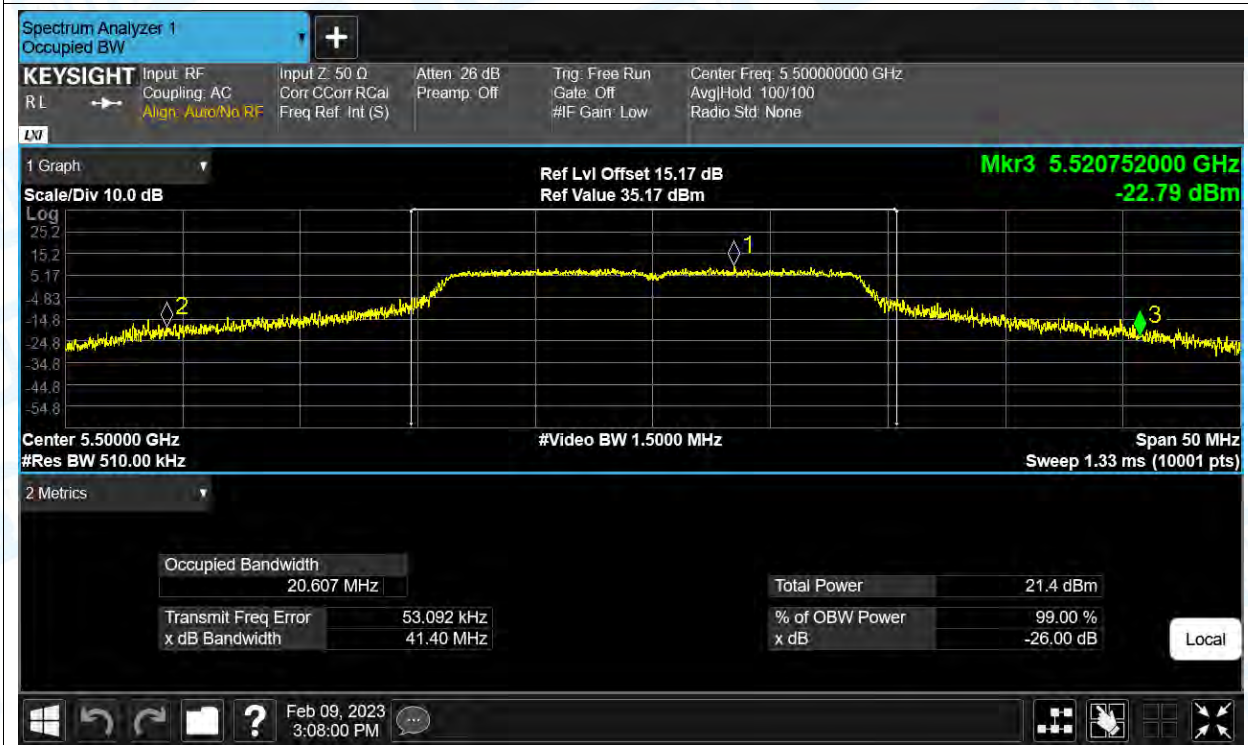 Spectrum Analyzer 1
Occupied BW
KEYSIGHT
RL
LXI
Input: RF
Coupling: AC
Align: Auto/No RF
Input Z: 50 Ω
Corr CCorr RCal
Freq Ref: Int (S)
Atten: 26 dB
Preamp: Off
Trig: Free Run
Gate: Off
#IF Gain: Low
Center Freq: 5.500000000 GHz
Avg|Hold: 100/100
Radio Std: None
1 Graph
Scale/Div 10.0 dB
Ref Lvl Offset 15.17 dB
Ref Value 35.17 dBm
Mkr3 5.520752000 GHz
-22.79 dBm
Log
25.2
15.2
5.17
-4.83
-14.8
-24.8
-34.8
-44.8
-54.8
1
2
3
Center 5.50000 GHz
#Res BW 510.00 kHz
#Video BW 1.5000 MHz
Span 50 MHz
Sweep 1.33 ms (10001 pts)
2 Metrics
Occupied Bandwidth
20.607 MHz
Transmit Freq Error 53.092 kHz
x dB Bandwidth 41.40 MHz
Total Power 21.4 dBm
% of OBW Power 99.00 %
x dB -26.00 dB
Local
?
Feb 09, 2023
3:08:00 PM